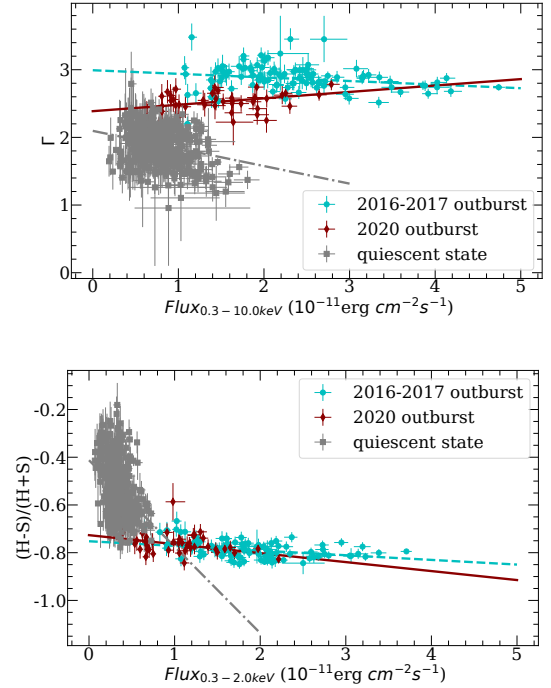 3
2
1
0
Γ
0 1 2 3 4 5
Flux0.3−10.0keV (10−11erg cm−2s−1)
2016-2017 outburst
2020 outburst
quiescent state
-0.2
-0.4
-0.6
-0.8
-1.0
(H-S)/(H+S)
2016-2017 outburst
2020 outburst
quiescent state
0 1 2 3 4 5
Flux0.3−2.0keV (10−11erg cm−2s−1)